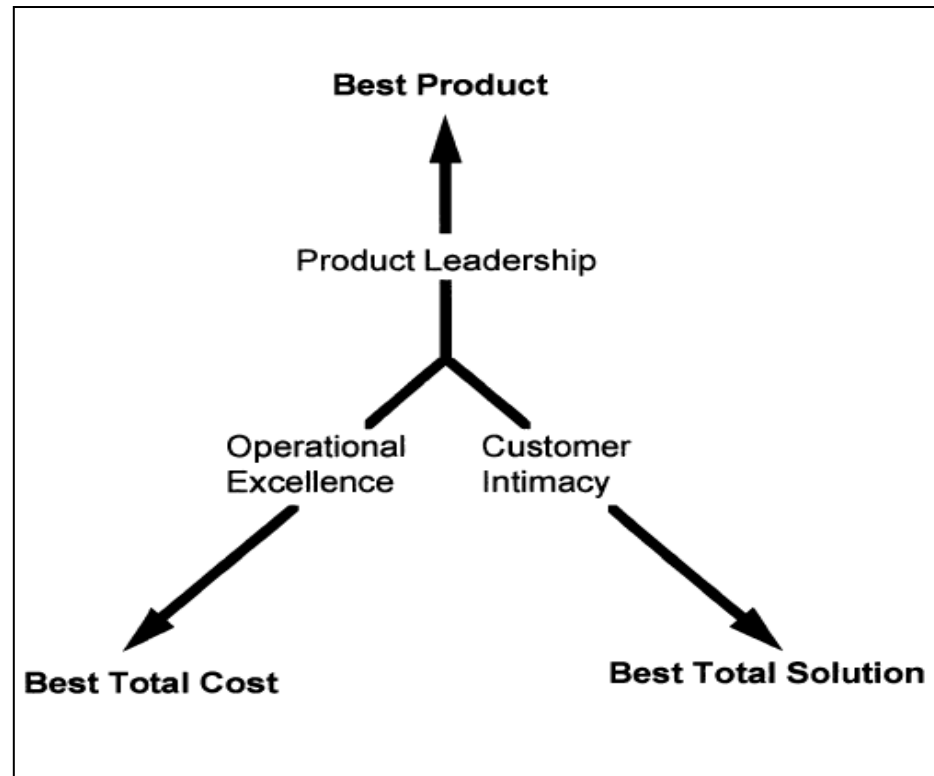 Best Product
Product Leadership
Operational
Excellence
Customer
Intimacy
Best Total Cost
Best Total Solution